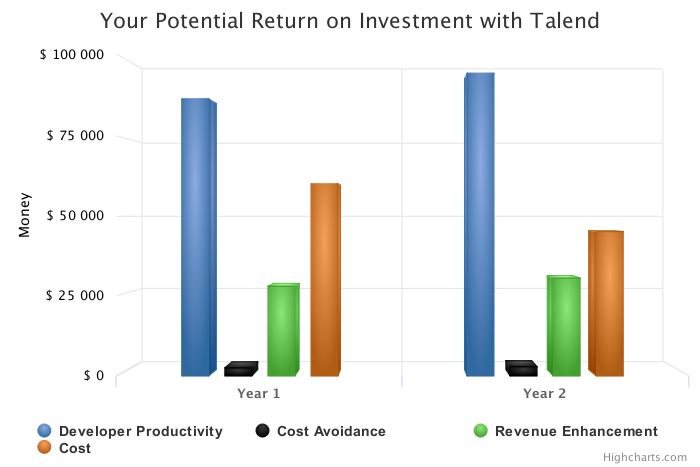 Your Potential Return on Investment with Talend
$ 100 000
$ 75 000
$ 50 000
$ 25 000
$ 0
Money
Year 1
Year 2
Developer Productivity
Cost Avoidance
Revenue Enhancement
Cost
Highcharts.com